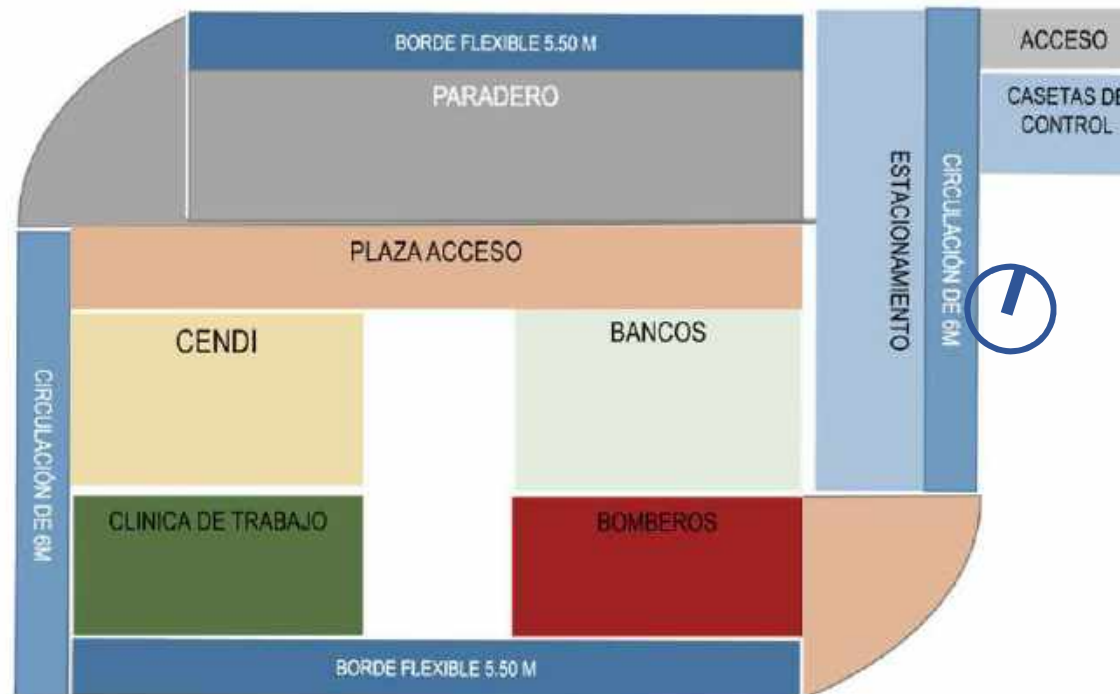 BORDE FLEXIBLE 5.50 M
PARADERO
ACCESO
CASETAS DE
CONTROL
ESTACIONAMIENTO
CIRCULACIÓN DE 6M
PLAZA ACCESO
CENDI
BANCOS
CIRCULACIÓN DE 6M
CLINICA DE TRABAJO
BOMBEROS
BORDE FLEXIBLE 5.50 M